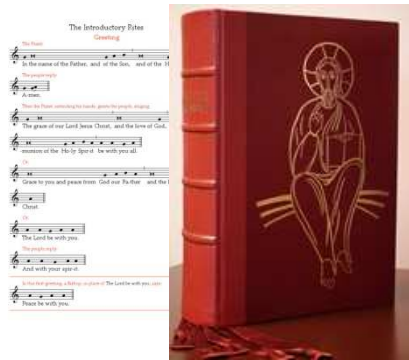 The Introductory Rites
Greeting
The Priest:
In the name of the Father, and of the Son, and of the H
The people reply:
A-men.
Then the Priest, extending his hands, greets the people, singing:
The grace of our Lord Jesus Christ, and the love of God,
-munion of the Ho-ly Spir-it be with you all.
Or:
Grace to you and peace from God our Fa-ther and the
Christ.
Or:
The Lord be with you.
The people reply:
And with your spir-it.
In this first greeting, a Bishop, in place of The Lord be with you, says:
Peace be with you.